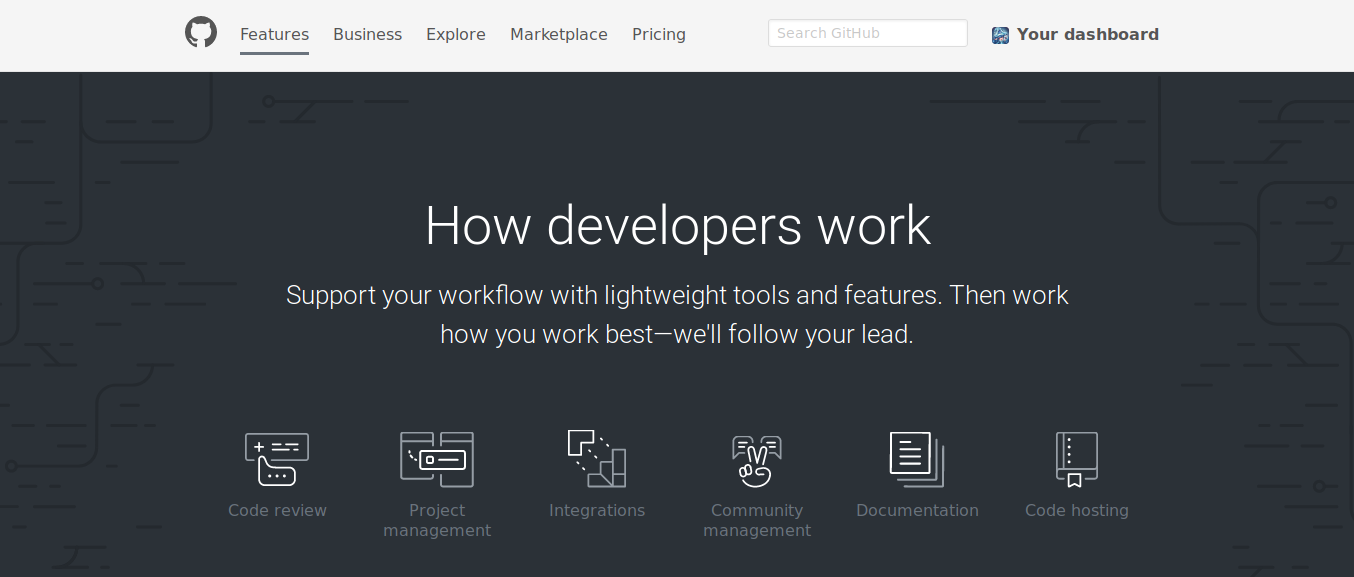 Features Business Explore Marketplace Pricing Search GitHub Your dashboard
How developers work
Support your workflow with lightweight tools and features. Then work
how you work best—we'll follow your lead.
Code review
Project
management
Integrations
Community
management
Documentation
Code hosting